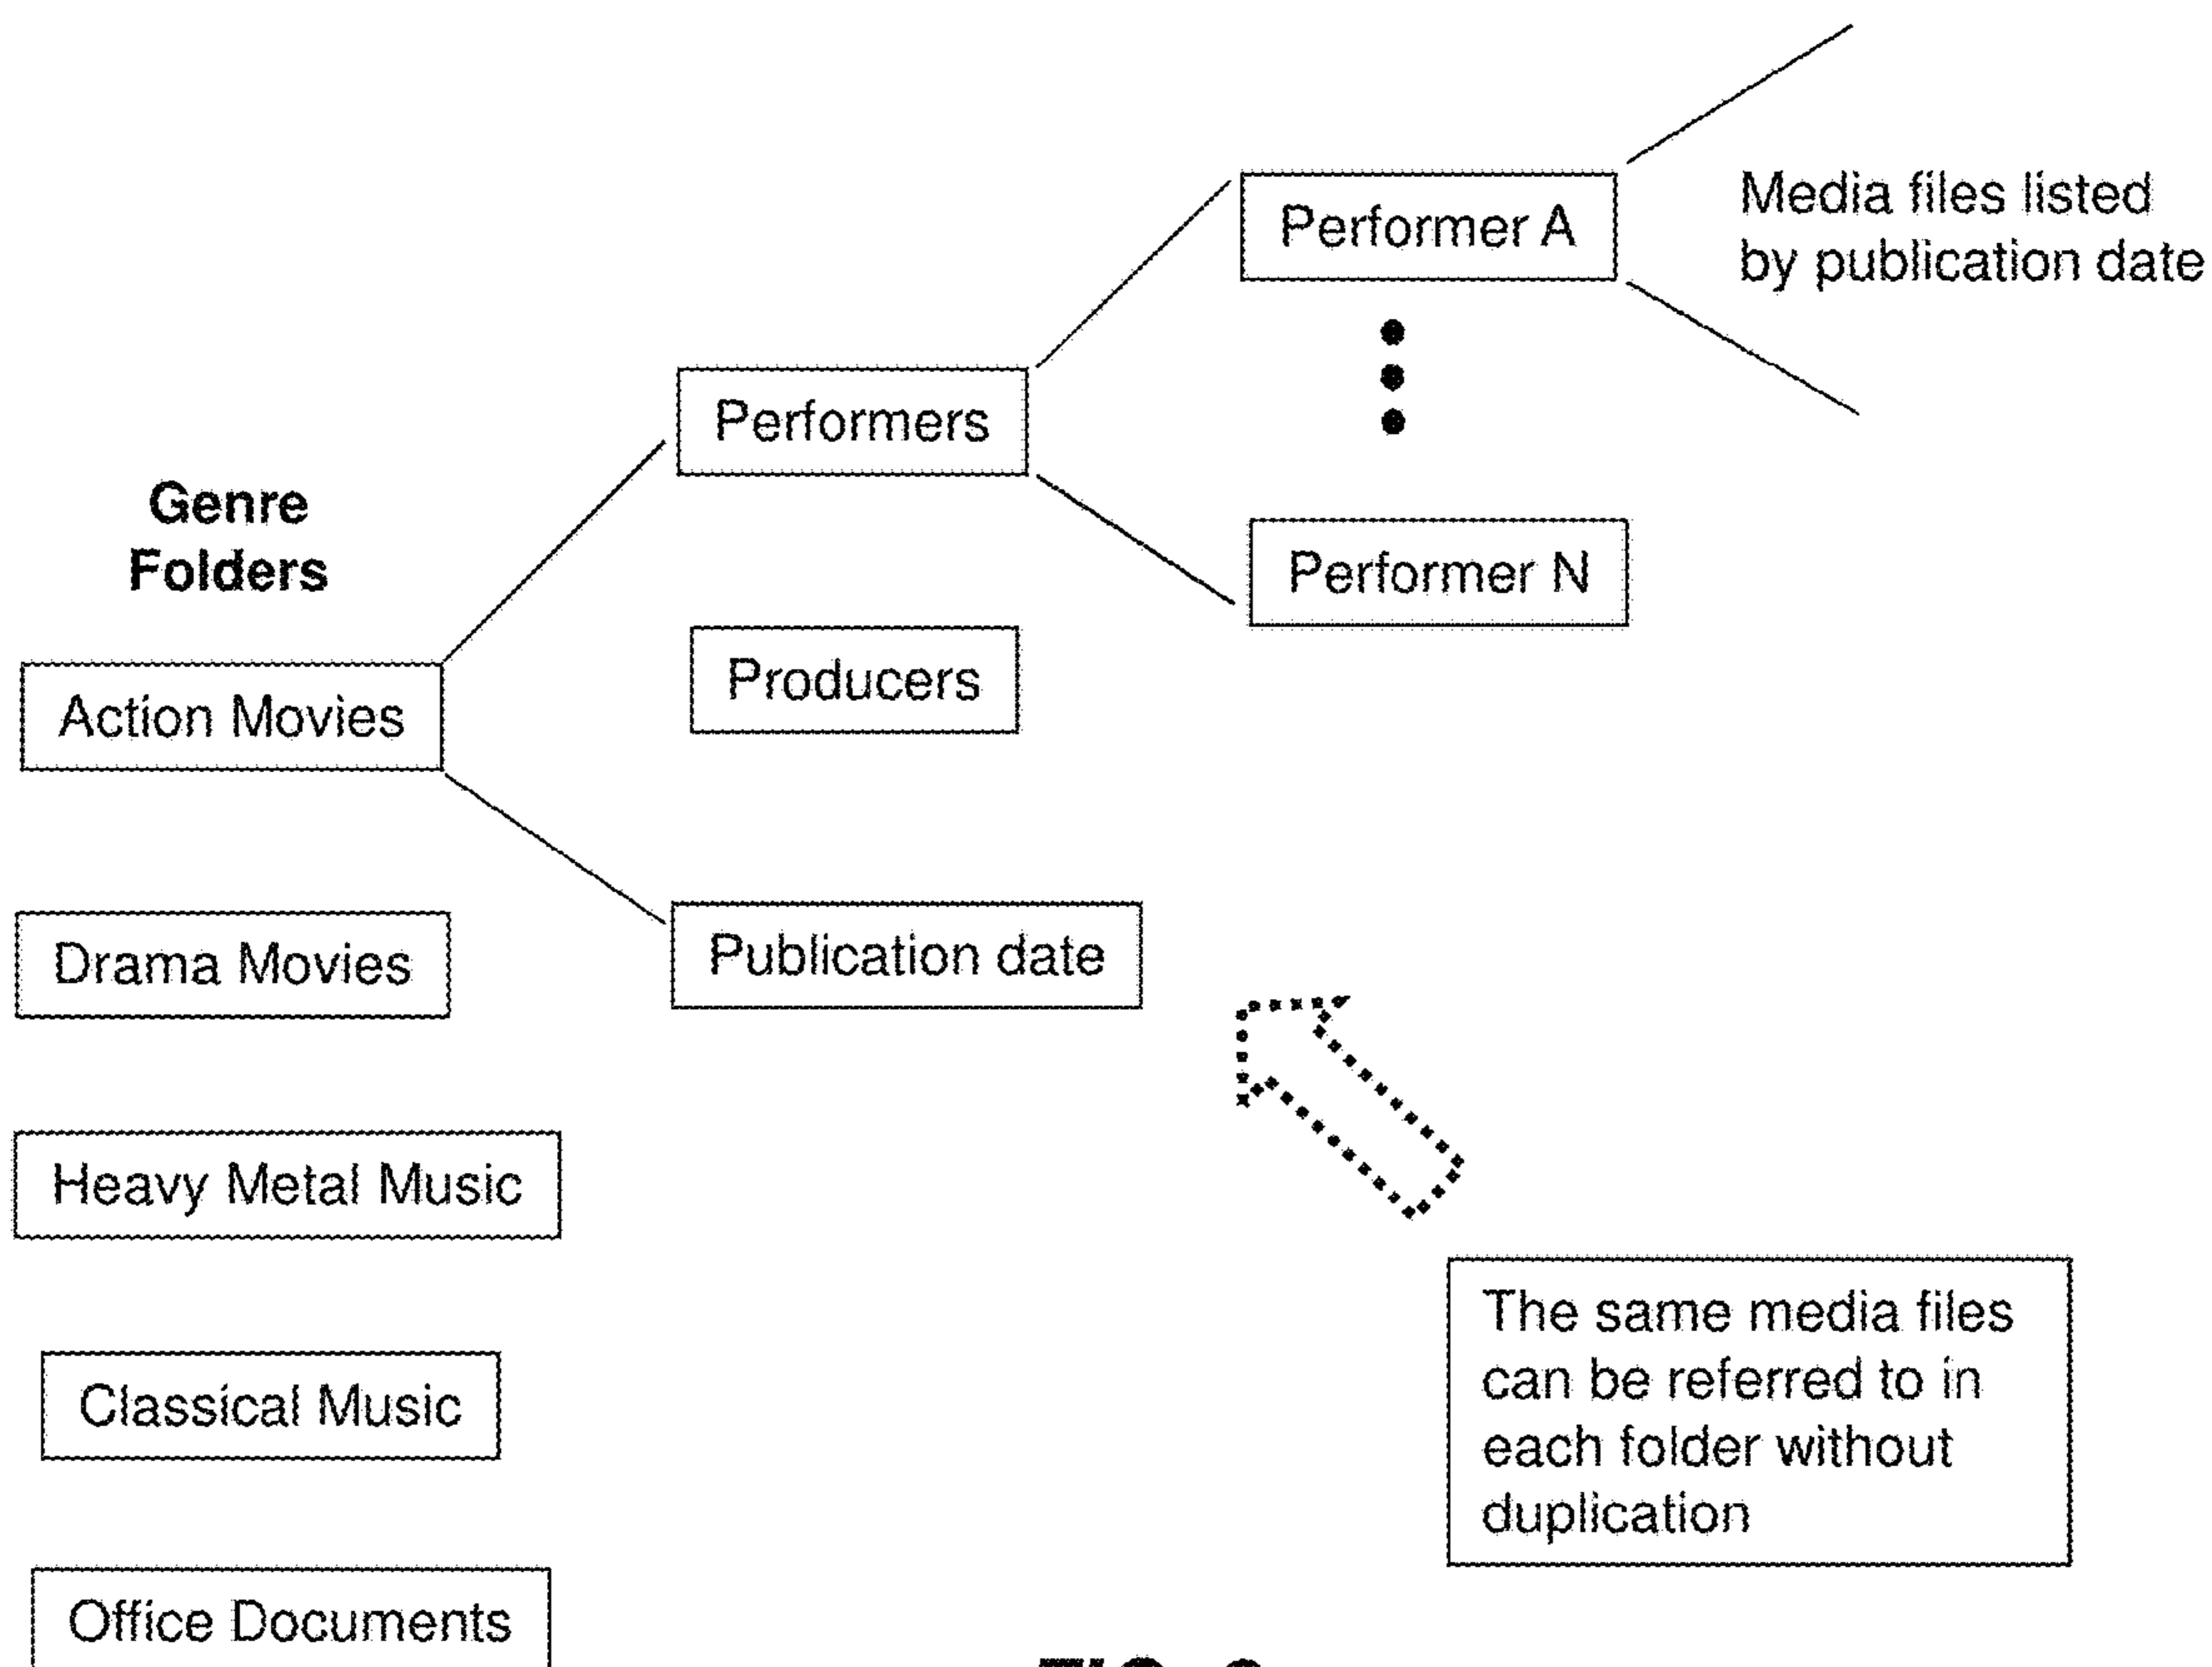 Performer A
Media files listed
by publication date
Performers
Genre
Folders
Performer N
Producers
Action Movies
Drama Movies
Publication date
Heavy Metal Music
The same media files
can be referred to in
each folder without
duplication
Classical Music
Office Documents